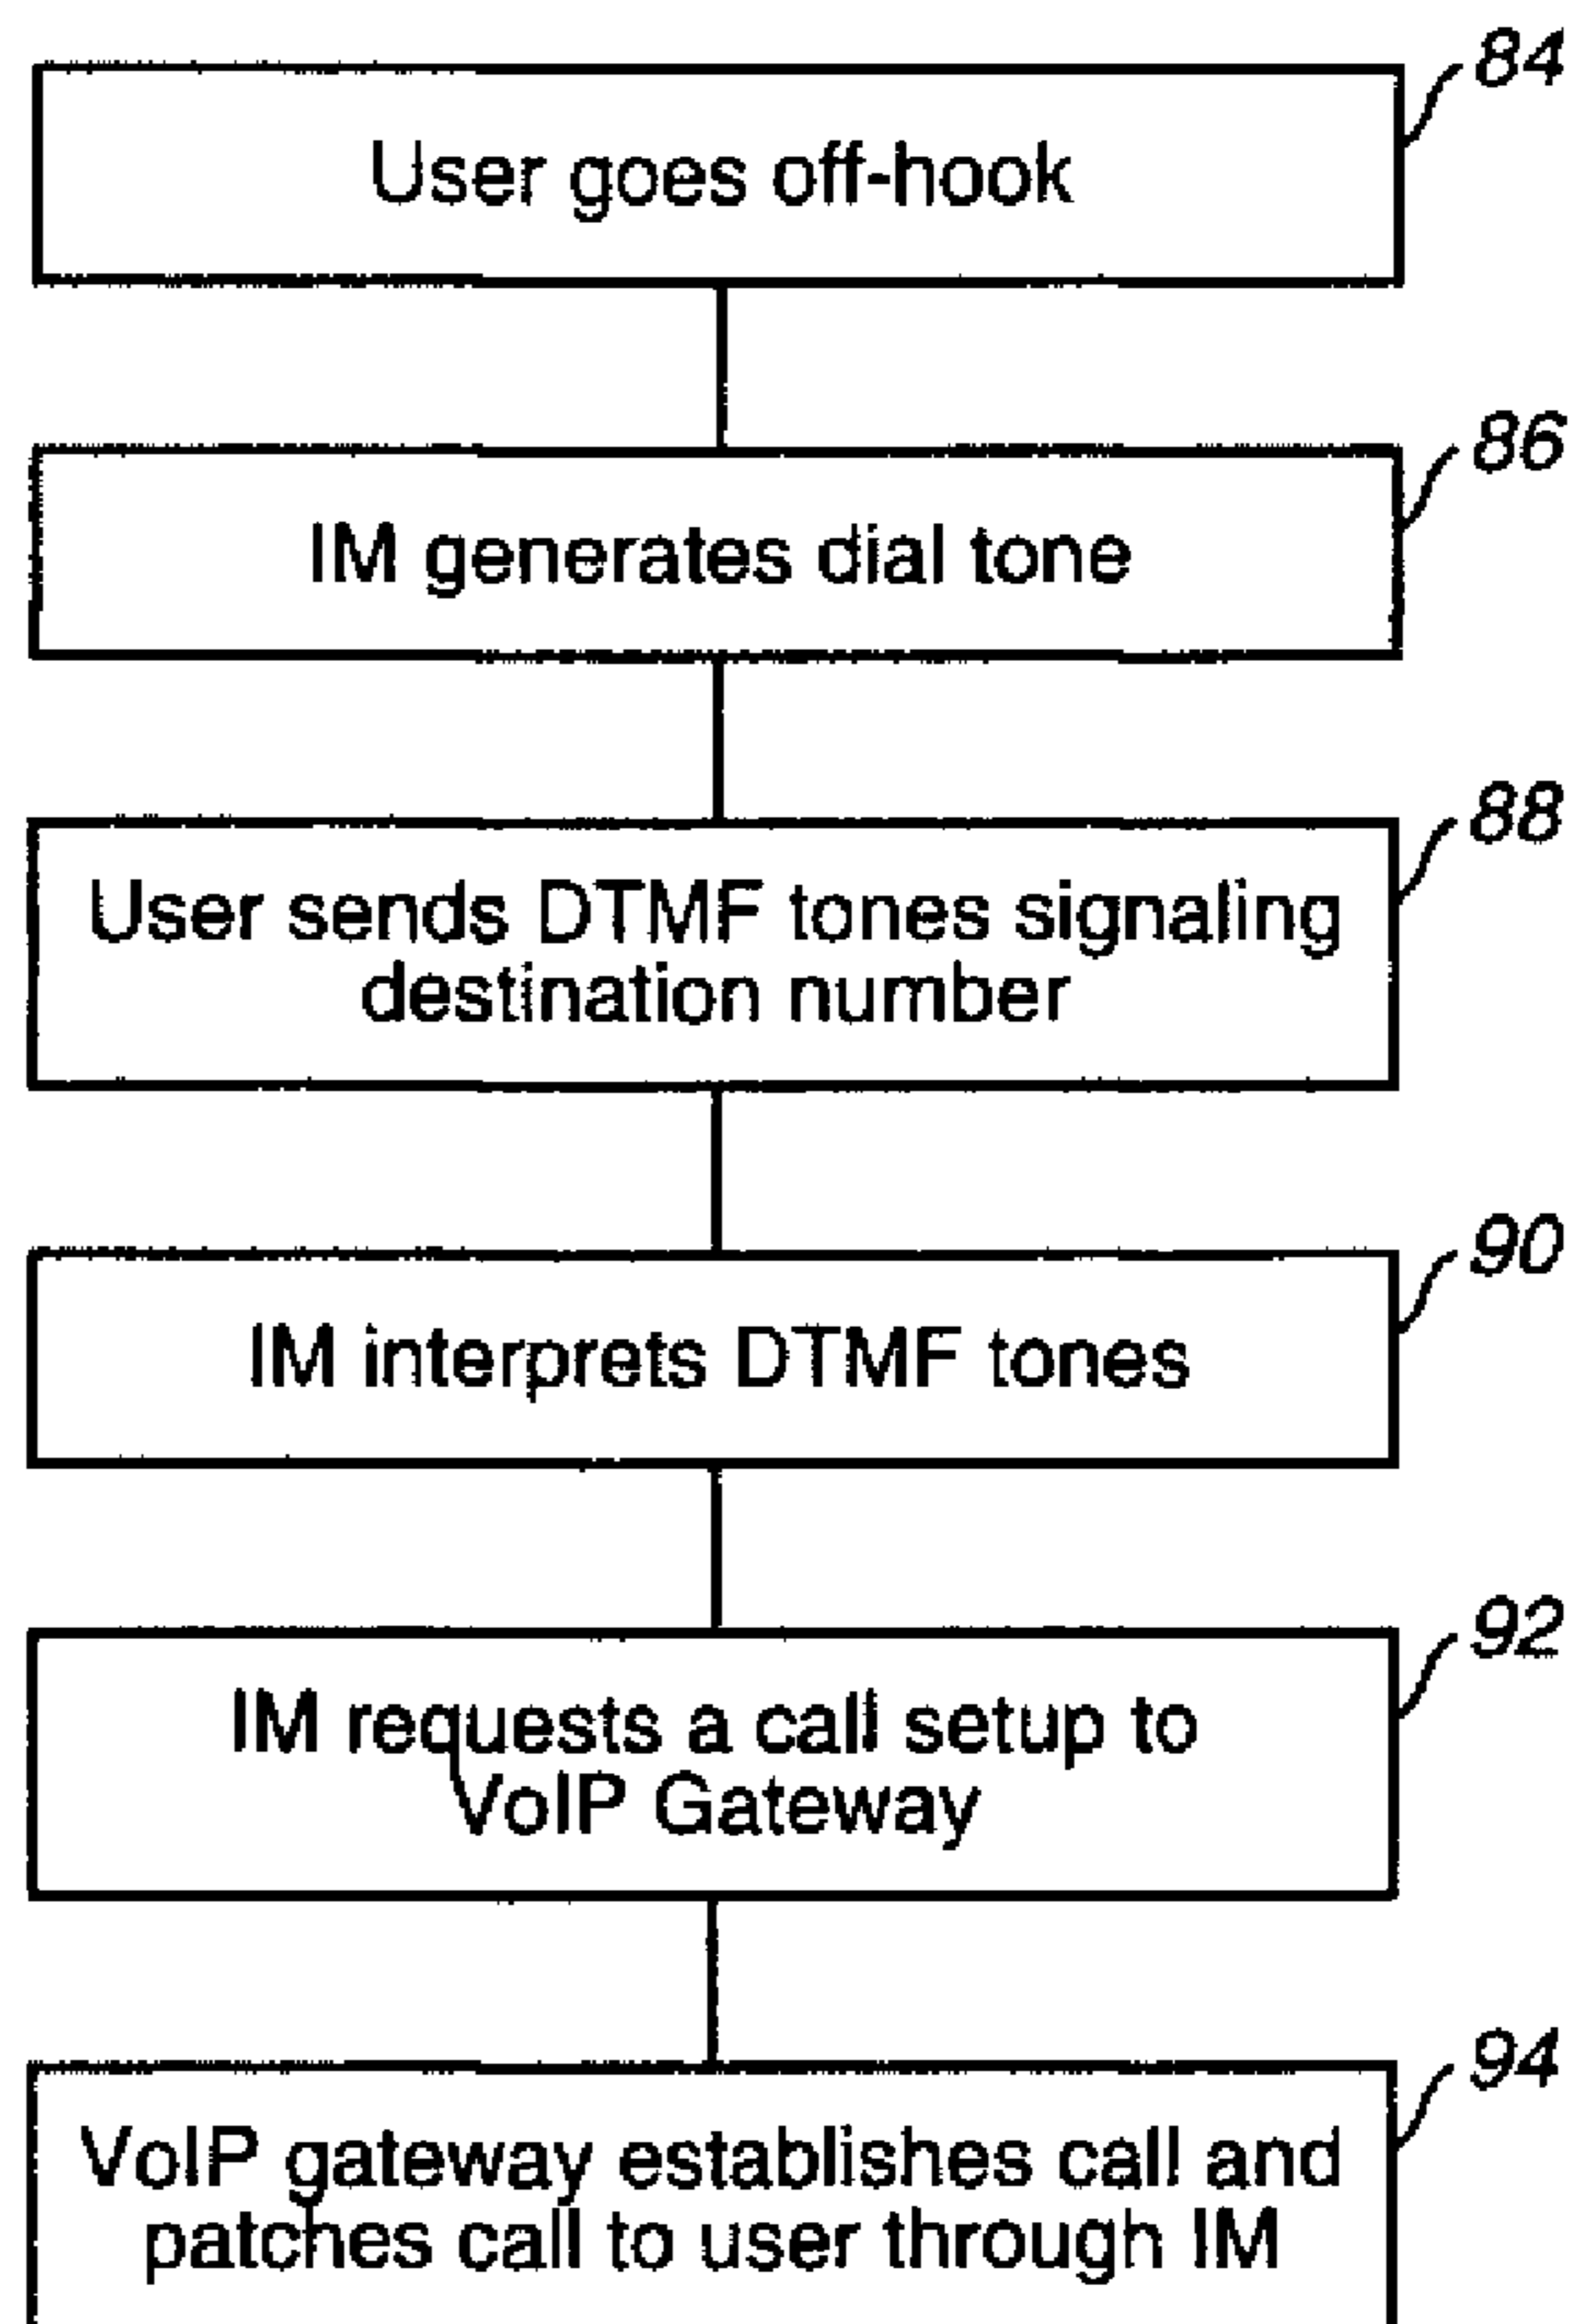 84
User goes off-hook
86
IM generates dial tone
88
User sends DTMF tones signaling
destination number
90
IM interprets DTMF tones
92
IM requests a call setup to
VoIP Gateway
94
VoIP gateway establishes call and
patches call to user through IM